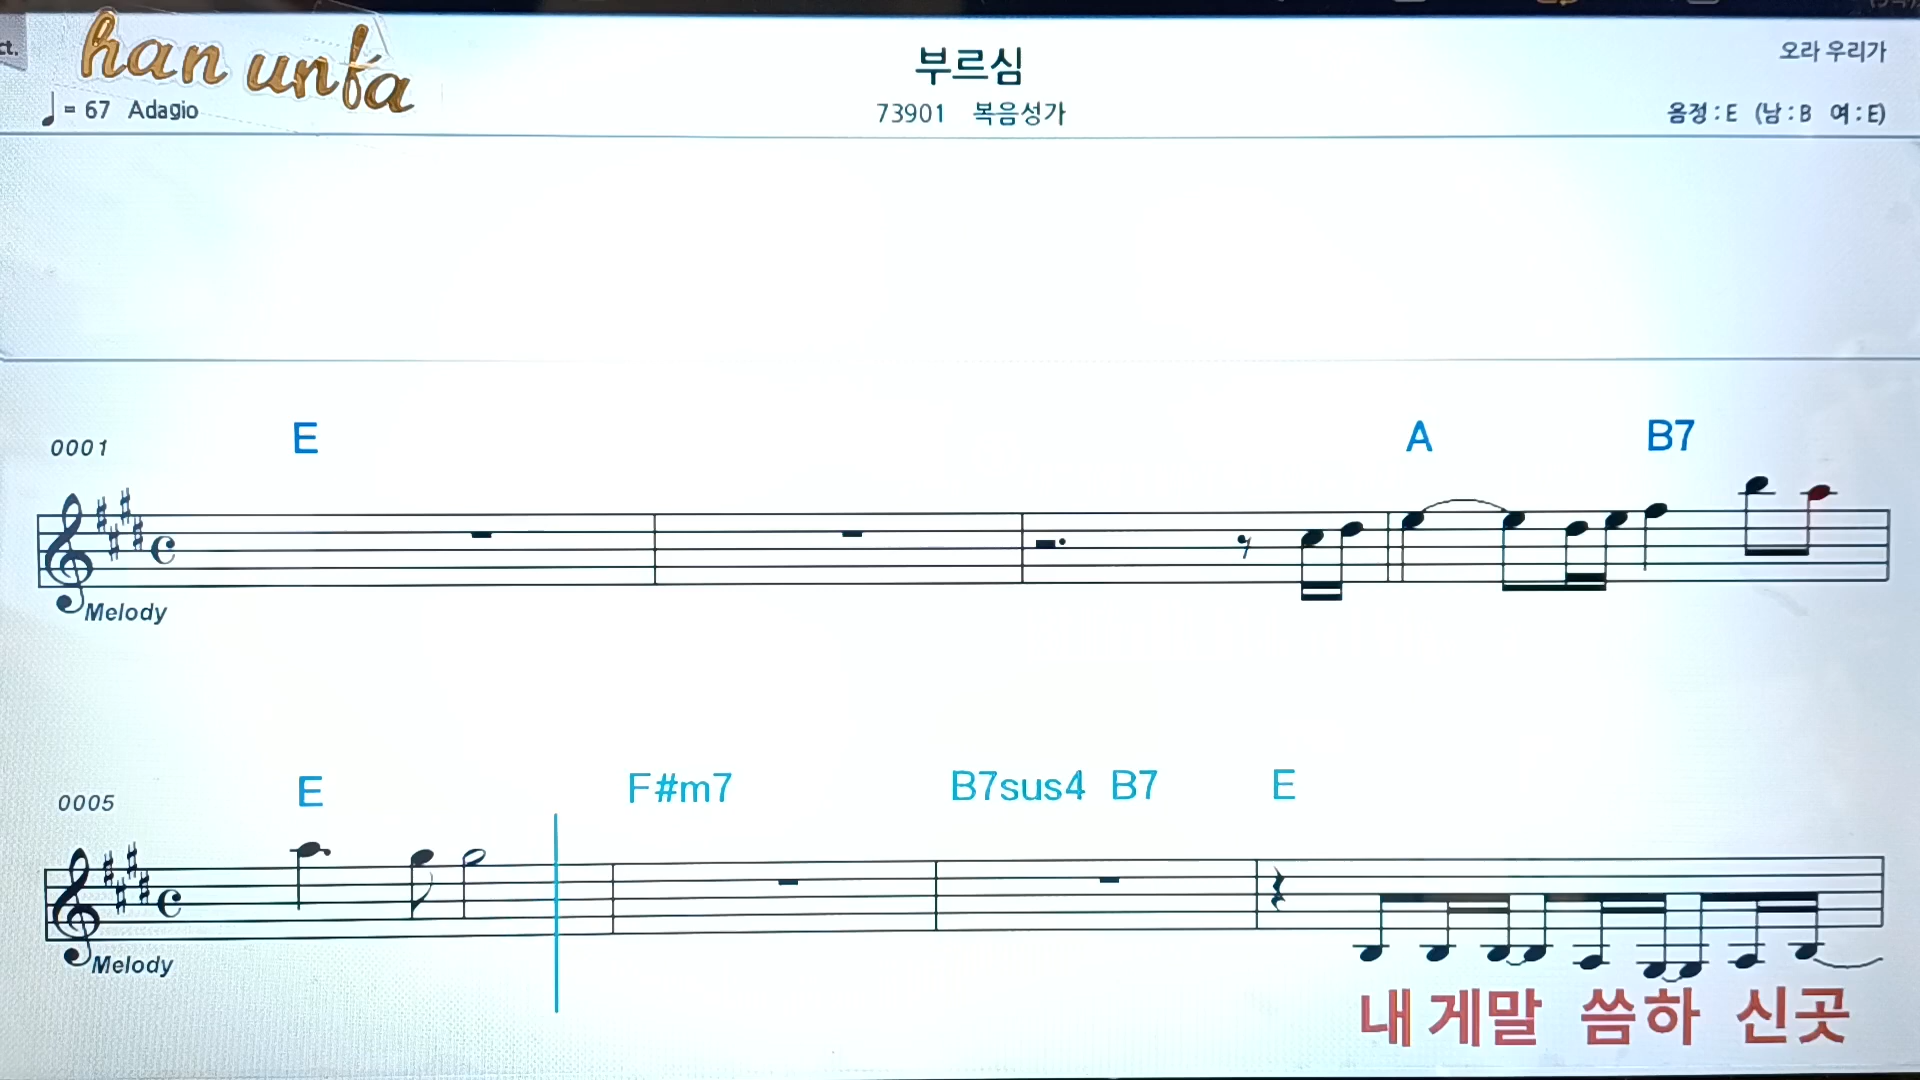 ct.
han unfa
♩ = 67 Adagio
부르심
73901 복음성가
오라 우리가
음정 : E (남 : B 여 : E)
0001
E A B7
Melody
0005
E F#m7 B7sus4 B7 E
Melody
내 게말 씀하 신곳